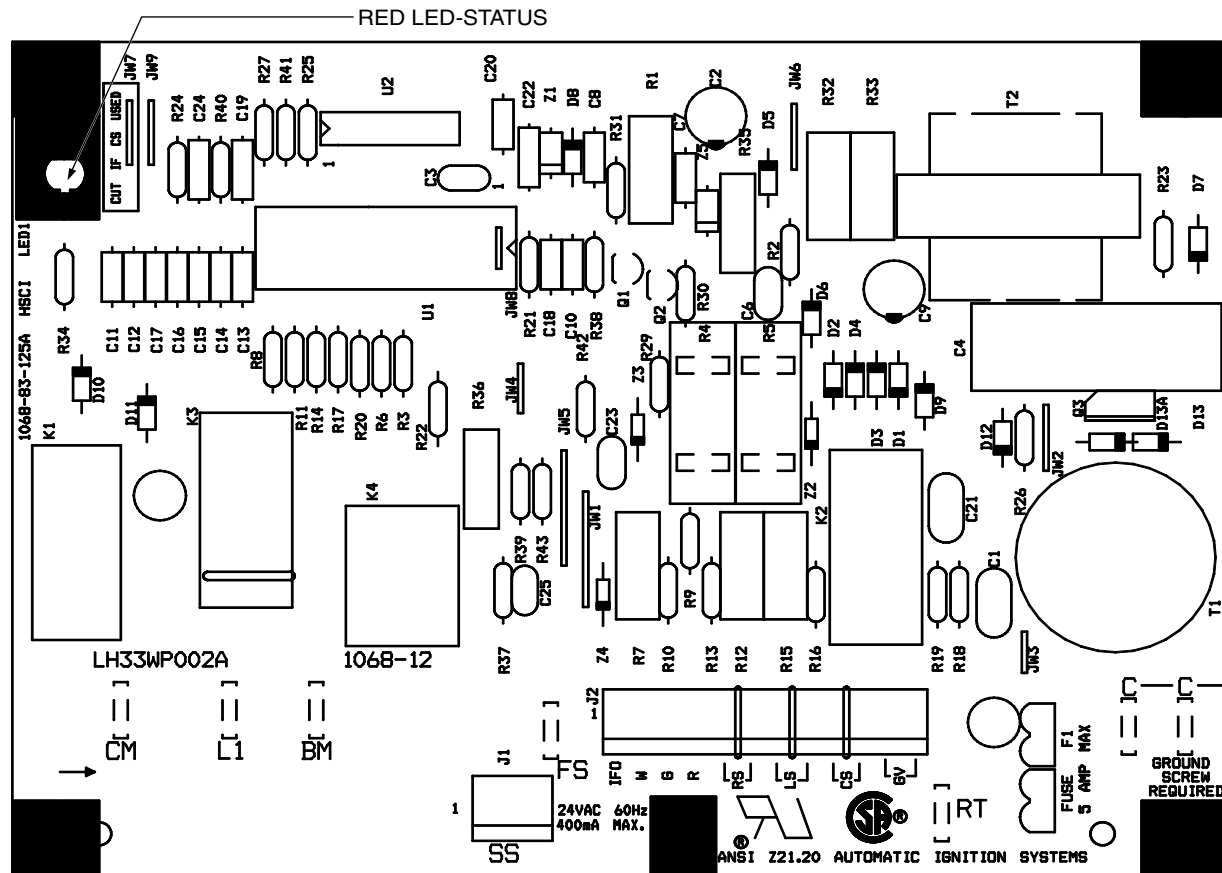 RED LED-STATUS
JW7
JW9
CUT IF CS USED
R24
C24
R40
C19
R27
R41
R25
U2
1
C20
C22
Z1
D8
C8
R31
R1
C7
C2
Z5
R35
D5
JW6
R32
R33
T2
R23
D7
C3
1
LED1
HSCI
1068-83-125A
R34
C11
C12
C17
C16
C15
C14
C13
U1
JW8
R21
C18
C10
R38
Q1
Q2
R30
C6
R2
D6
C9
C4
D10
D11
K1
K3
R8
R11
R14
R17
R20
R6
R3
R22
R36
JW4
JW5
R42
C23
Z3
R29
R4
R5
D2
D4
D3
D1
D9
Z2
K2
Q3
D13A
D13
D12
JW2
R26
C21
C1
T1
K4
R39
R43
JW1
C25
R37
Z4
R7
R10
R9
R13
R12
R15
R16
R19
R18
JW3
LH33WP002A
1068-12
CM
L1
BM
J1
FS
J2
1
IFO
W
G
R
RS
LS
CS
GV
F1
MAX
FUSE
5 AMP
C
C
GROUND
SCREW
REQUIRED
1
24VAC 60Hz
400mA MAX.
SS
®
SA®
RT
ANSI Z21.20 AUTOMATIC IGNITION SYSTEMS